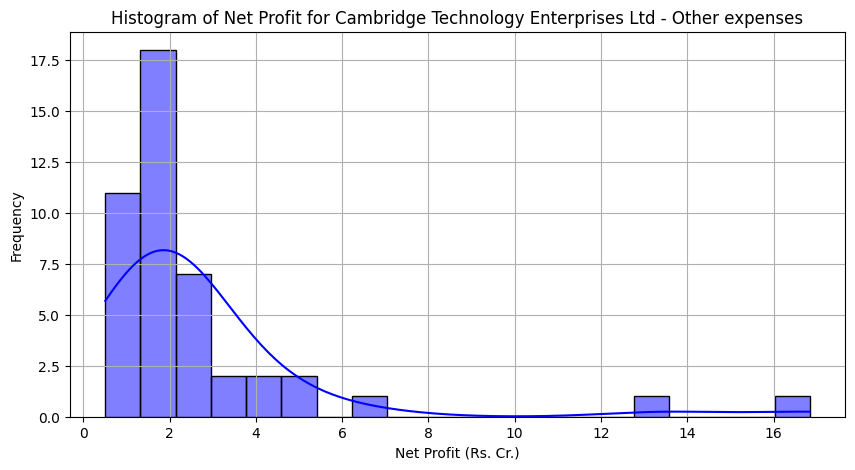 Histogram of Net Profit for Cambridge Technology Enterprises Ltd - Other expenses
17.5
15.0
12.5
10.0
7.5
5.0
2.5
0.0
Frequency
0 2 4 6 8 10 12 14 16
Net Profit (Rs. Cr.)